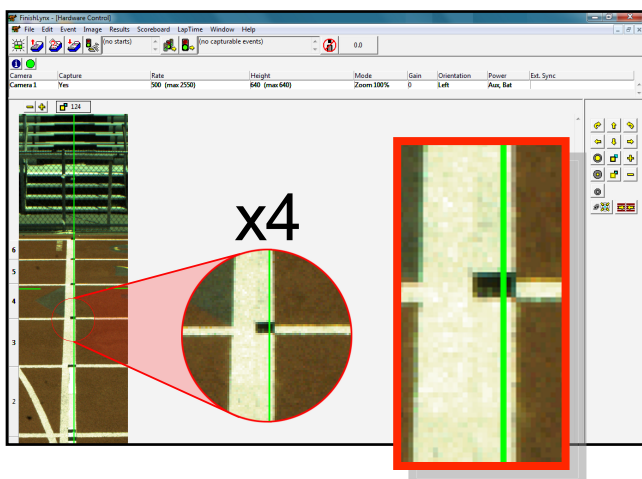 FinishLynx - [Hardware Control]
File Edit Event Image Results Scoreboard LapTime Window Help
(no starts)
(no capturable events)
0.0
Camera Capture Rate Height Mode Gain Orientation Power Ext. Sync
Camera 1 Yes 500 (max 2550) 640 (max 640) Zoom 100% 0 Left Aux, Bat
124
x4
6
5
4
3
2